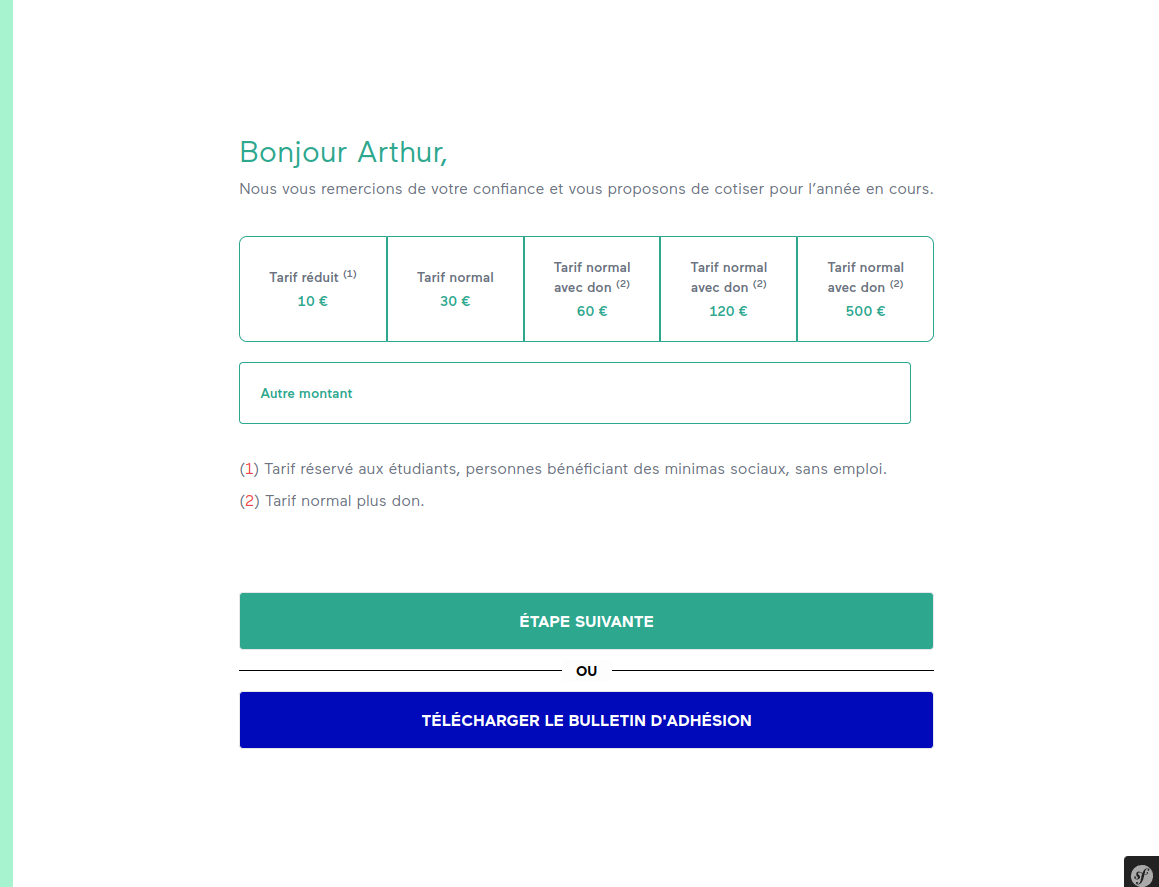 Bonjour Arthur,
Nous vous remercions de votre confiance et vous proposons de cotiser pour l’année en cours.
Tarif réduit (1)
10 €
Tarif normal
30 €
Tarif normal
avec don (2)
60 €
Tarif normal
avec don (2)
120 €
Tarif normal
avec don (2)
500 €
Autre montant
(1) Tarif réservé aux étudiants, personnes bénéficiant des minimas sociaux, sans emploi.
(2) Tarif normal plus don.
ÉTAPE SUIVANTE
OU
TÉLÉCHARGER LE BULLETIN D'ADHÉSION
sf